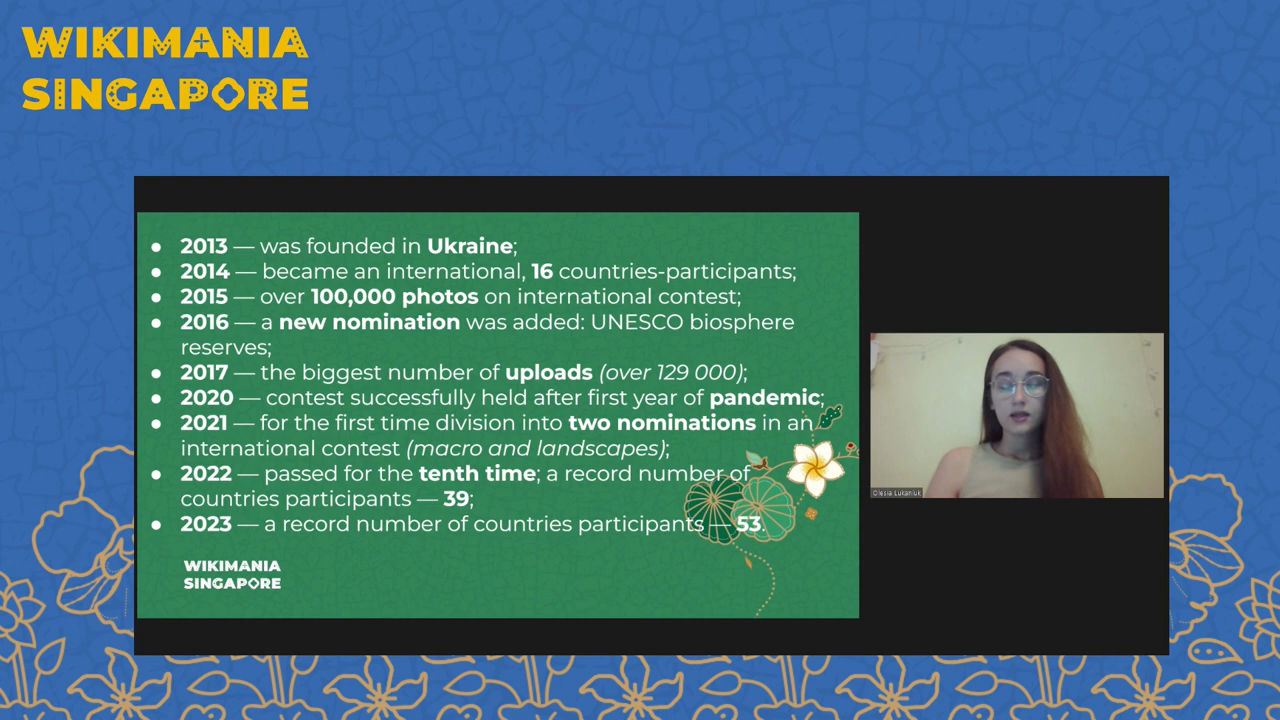 WIKIMANIA
SINGAPORE
● 2013 — was founded in Ukraine;
● 2014 — became an international, 16 countries-participants;
● 2015 — over 100,000 photos on international contest;
● 2016 — a new nomination was added: UNESCO biosphere
reserves;
● 2017 — the biggest number of uploads (over 129 000);
● 2020 — contest successfully held after first year of pandemic;
● 2021 — for the first time division into two nominations in an
international contest (macro and landscapes);
● 2022 — passed for the tenth time; a record number of
countries participants — 39;
● 2023 — a record number of countries participants — 53.
WIKIMANIA
SINGAPORE
Olesia Lukaniuk